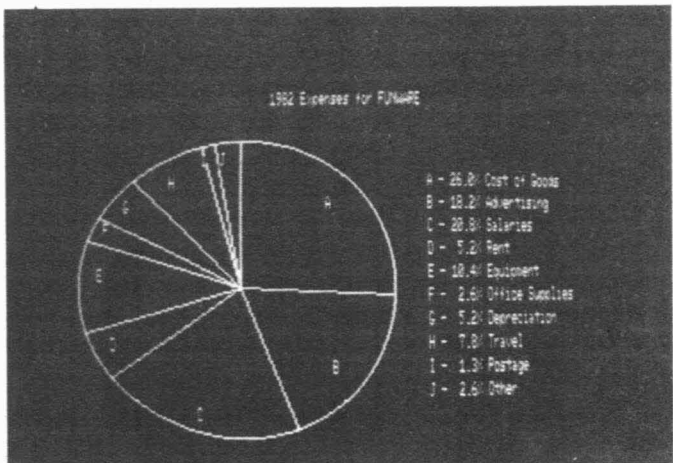 1982 Expenses for FUNWARE
I J
H
A
G
F
E
D
B
C
A - 26.0% Cost of Goods
B - 18.2% Advertising
C - 20.8% Salaries
D - 5.2% Rent
E - 10.4% Equipment
F - 2.6% Office Supplies
G - 5.2% Depreciation
H - 7.8% Travel
I - 1.3% Postage
J - 2.6% Other